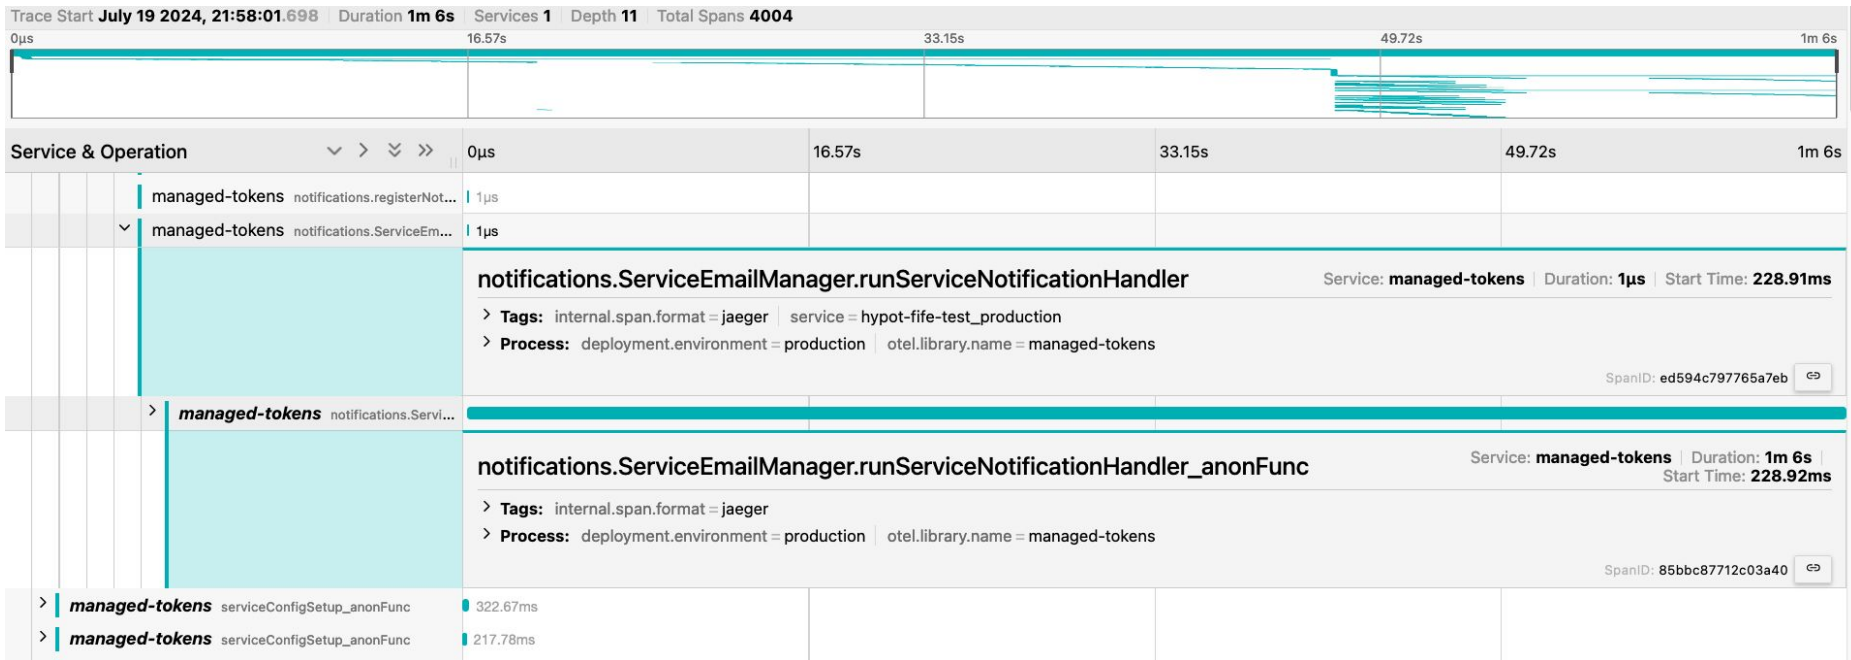 Trace Start July 19 2024, 21:58:01.698 Duration 1m 6s Services 1 Depth 11 Total Spans 4004
0μs 16.57s 33.15s 49.72s 1m 6s
Service & Operation 0μs 16.57s 33.15s 49.72s 1m 6s
managed-tokens notifications.registerNot... 1μs
managed-tokens notifications.ServiceEm... 1μs
notifications.ServiceEmailManager.runServiceNotificationHandler Service: managed-tokens Duration: 1μs Start Time: 228.91ms
Tags: internal.span.format = jaeger service = hypot-fife-test_production
Process: deployment.environment = production otel.library.name = managed-tokens
SpanID: ed594c797765a7eb
managed-tokens notifications.Servi...
notifications.ServiceEmailManager.runServiceNotificationHandler_anonFunc Service: managed-tokens Duration: 1m 6s
Start Time: 228.92ms
Tags: internal.span.format = jaeger
Process: deployment.environment = production otel.library.name = managed-tokens
SpanID: 85bbc87712c03a40
managed-tokens serviceConfigSetup_anonFunc 322.67ms
managed-tokens serviceConfigSetup_anonFunc 217.78ms